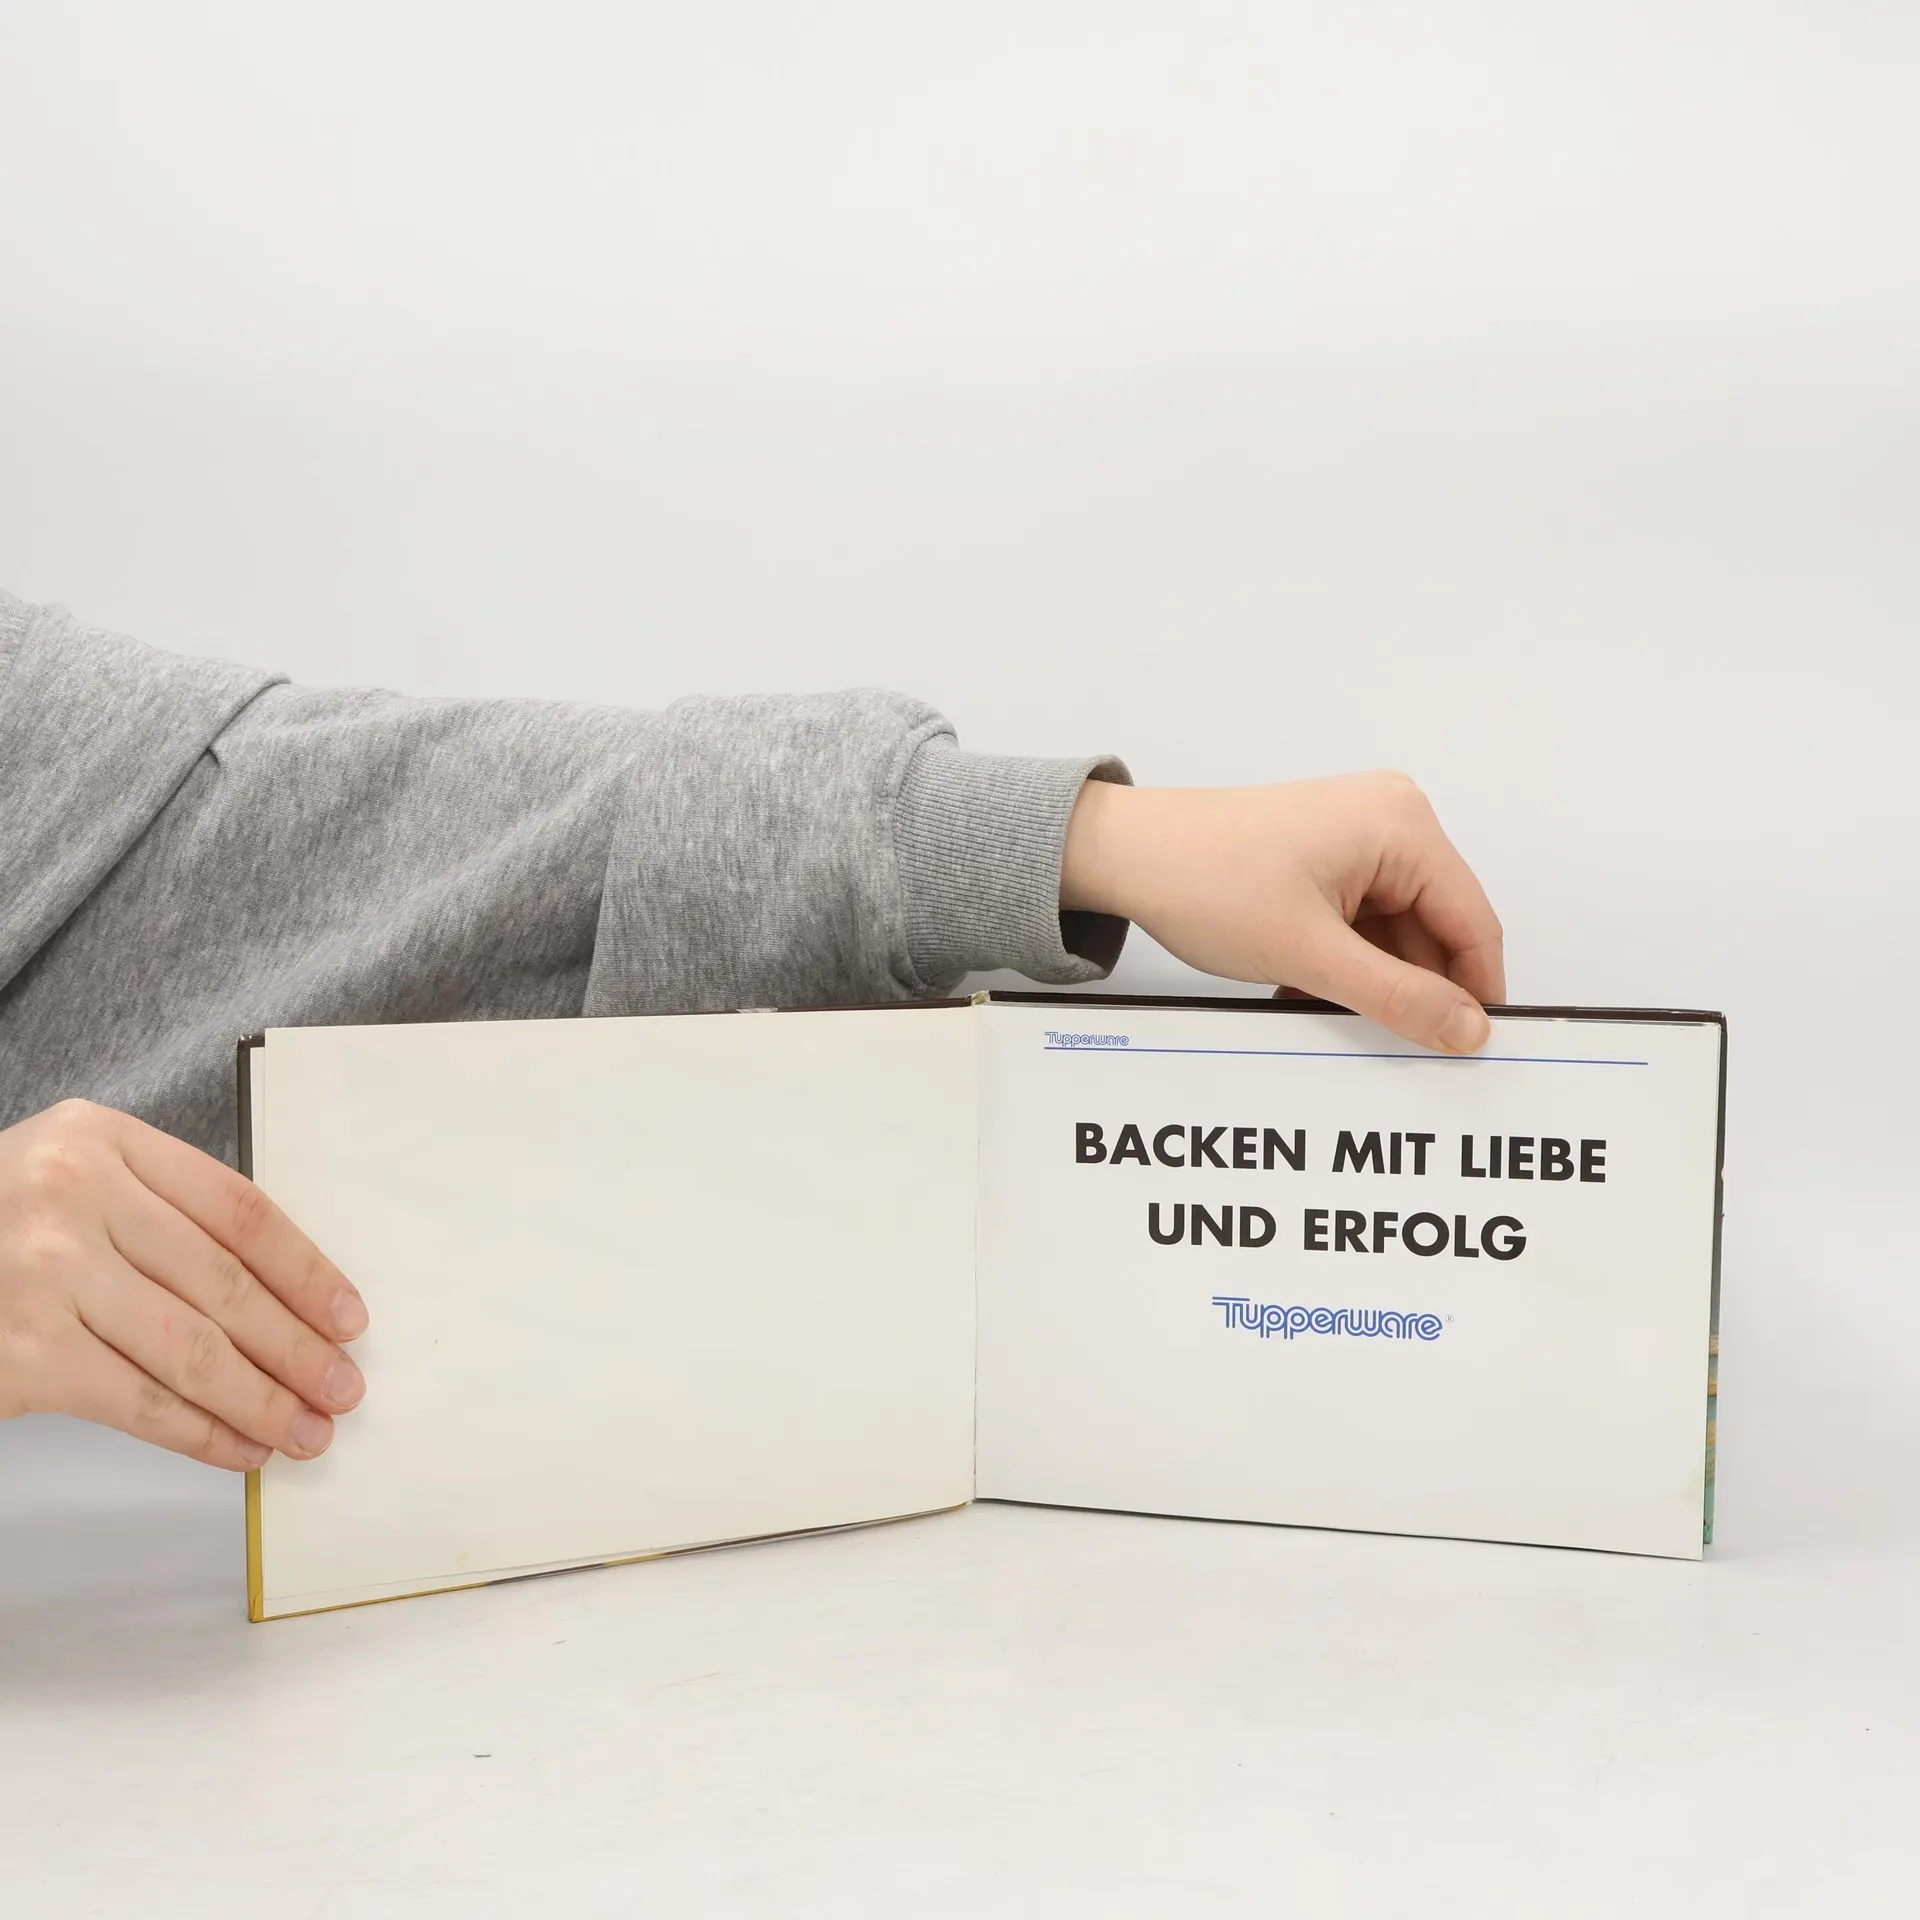 Tupperware
BACKEN MIT LIEBE
UND ERFOLG
Tupperware®